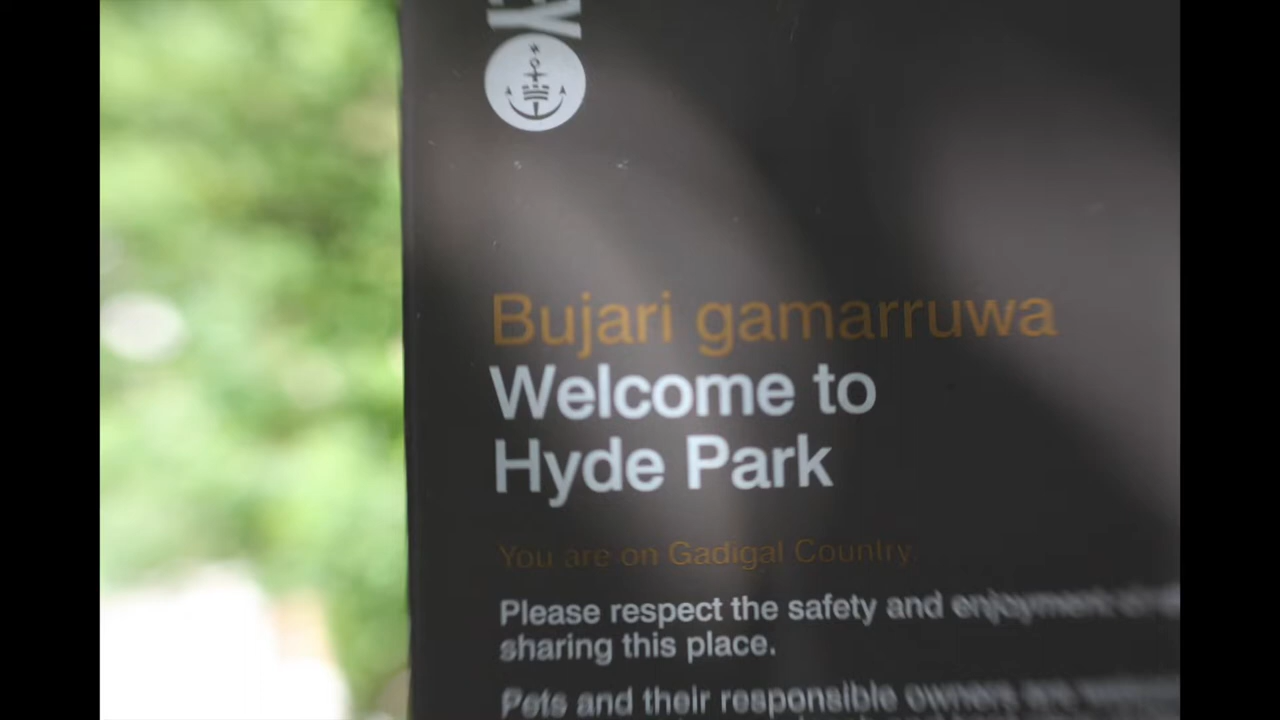 Bujari gamarruwa
Welcome to
Hyde Park
You are on Gadigal Country
Please respect the safety and enjoyment of
sharing this place.
Pets and their responsible owners are welcome